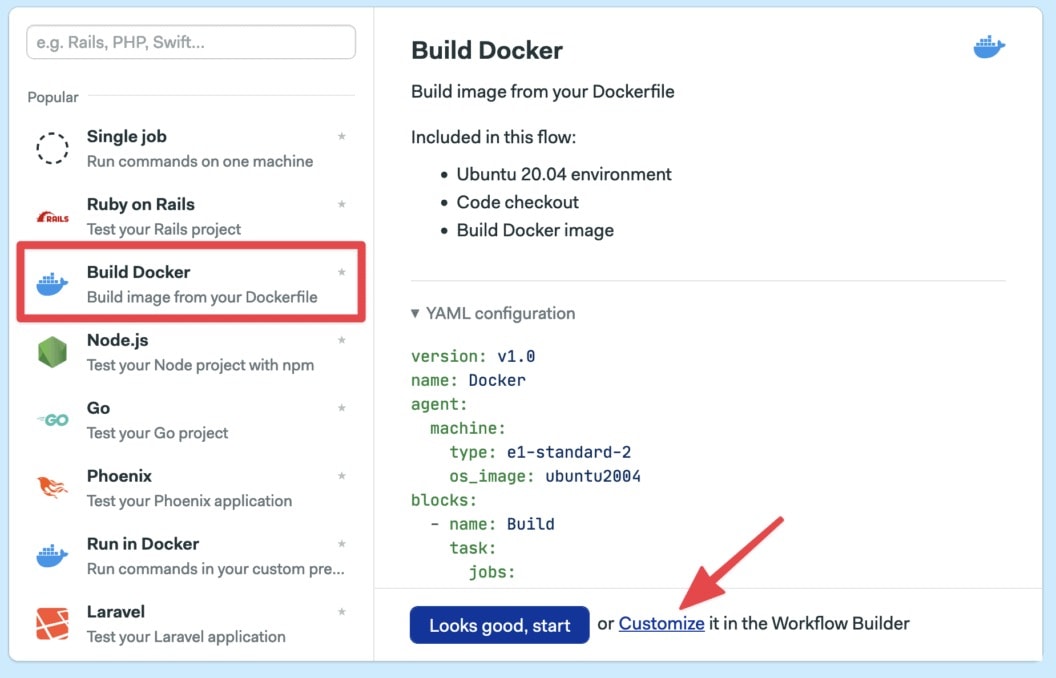 e.g. Rails, PHP, Swift...
Popular
Single job
Run commands on one machine
RAILS
Ruby on Rails
Test your Rails project
Build Docker
Build image from your Dockerfile
Node.js
Test your Node project with npm
GO
Go
Test your Go project
Phoenix
Test your Phoenix application
Run in Docker
Run commands in your custom pre...
Laravel
Test your Laravel application
Build Docker
Build image from your Dockerfile
Included in this flow:
• Ubuntu 20.04 environment
• Code checkout
• Build Docker image
▾ YAML configuration
version: v1.0
name: Docker
agent:
  machine:
    type: e1-standard-2
    os_image: ubuntu2004
blocks:
  - name: Build
    task:
      jobs:
Looks good, start or Customize it in the Workflow Builder